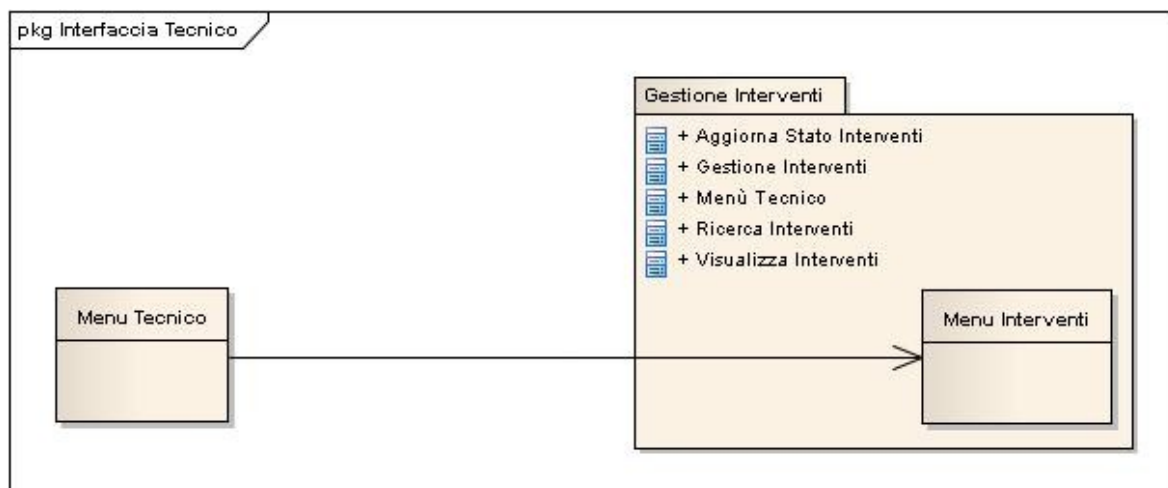 pkg Interfaccia Tecnico
Gestione Interventi
+ Aggiorna Stato Interventi
+ Gestione Interventi
+ Menù Tecnico
+ Ricerca Interventi
+ Visualizza Interventi
Menu Tecnico
Menu Interventi